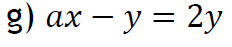 g) ax − y = 2y